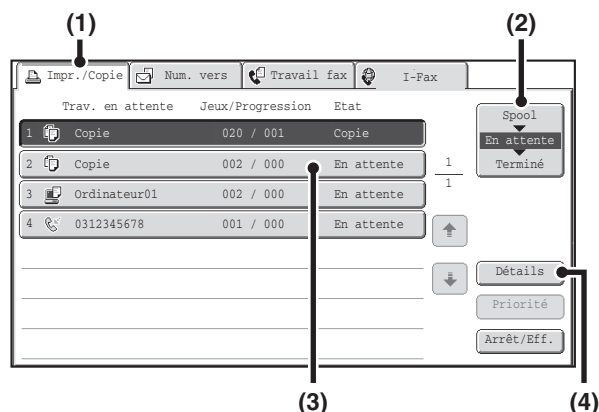 (1)
(2)
Impr./Copie
Num. vers
Travail fax
I-Fax
Trav. en attente
Jeux/Progression
Etat
1 Copie 020 / 001 Copie
2 Copie 002 / 000 En attente
3 Ordinateur01 002 / 000 En attente
4 0312345678 001 / 000 En attente
1
1
Spool
En attente
Terminé
Détails
Priorité
Arrêt/Eff.
(3)
(4)